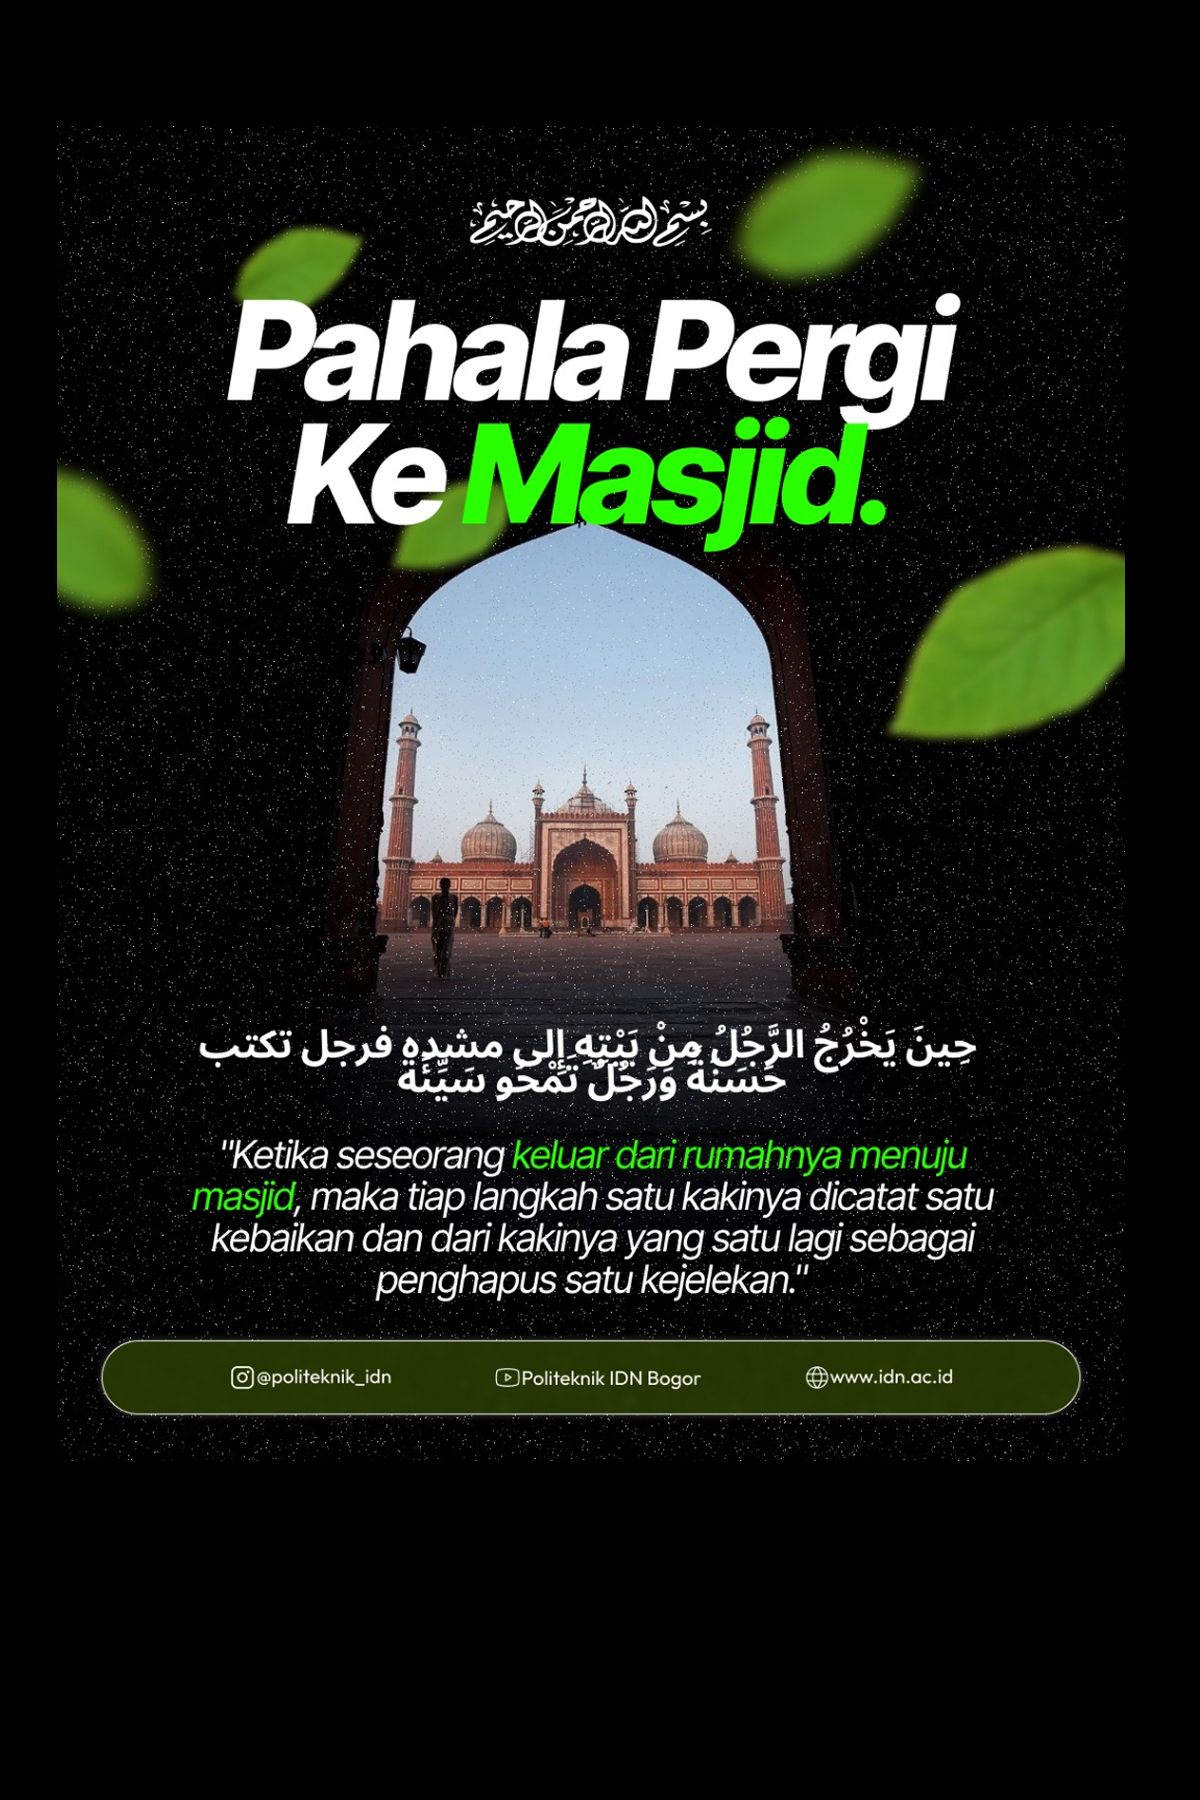 بسم الله الرحمن الرحيم
Pahala Pergi
Ke Masjid.
حِينَ يَخْرُجُ الرَّجُلُ مِنْ بَيْتِهِ إِلى مشده فرجل تكتب
حَسَنَةً وَرَجُلٌ تَمْحُو سَيِّئَةً
"Ketika seseorang keluar dari rumahnya menuju
masjid, maka tiap langkah satu kakinya dicatat satu
kebaikan dan dari kakinya yang satu lagi sebagai
penghapus satu kejelekan."
@politeknik_idn
Politeknik IDN Bogor
www.idn.ac.id